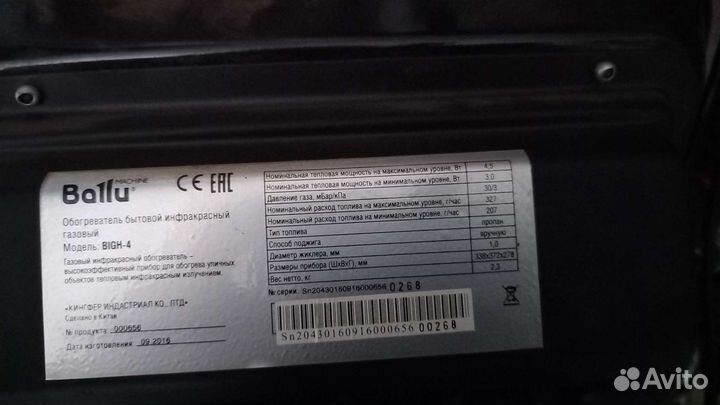 MACHINE
Ballu®
CE EAC
Обогреватель бытовой инфракрасный
газовый
Модель: BIGH-4
Газовый инфракрасный обогреватель –
высокоэффективный прибор для обогрева уличных
объектов тепловым инфракрасным излучением.
«КИНГФЕР ИНДАСТРИАЛ КО., ЛТД»
Сделано в Китае
№ продукта 000656
Дата изготовления 09.2016
Номинальная тепловая мощность на максимальном уровне, Вт 4,5
Номинальная тепловая мощность на минимальном уровне, Вт 3,0
Давление газа, мБар/кПа 30/3
Номинальный расход топлива на максимальном уровне, г/час 327
Номинальный расход топлива на минимальном уровне, г/час 207
Тип топлива пропан
Способ поджига вручную
Диаметр жиклера, мм 1,0
Размеры прибора (ШхВхГ), мм 338х372х278
Вес нетто, кг 2,3
№ серии. Sn20430160916000656 0268
Sn20430160916000656 00268
Avito